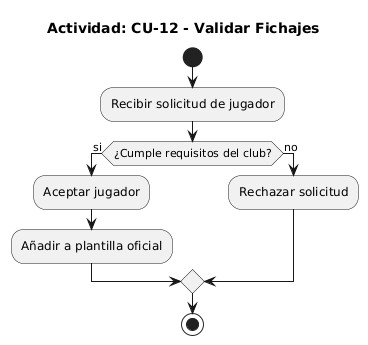 Actividad: CU-12 - Validar Fichajes
Recibir solicitud de jugador
¿Cumple requisitos del club?
si
no
Aceptar jugador
Rechazar solicitud
Añadir a plantilla oficial